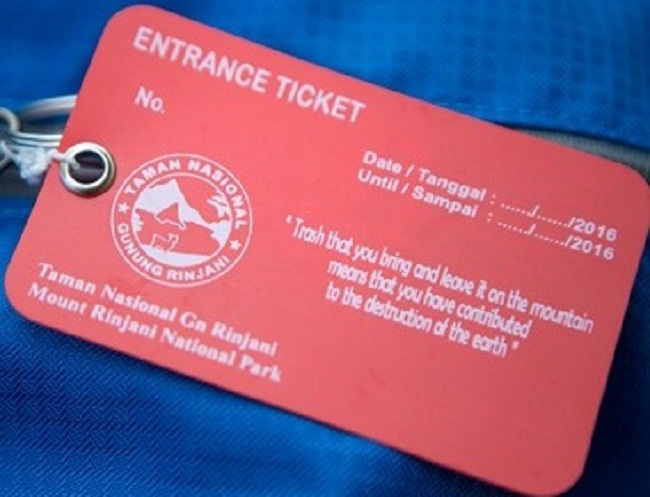 ENTRANCE TICKET
No.
Date / Tanggal : ....../....../2016
Until / Sampai : ....../....../2016
TAMAN NASIONAL
GUNUNG RINJANI
"Trash that you bring and leave it on the mountain
means that you have contributed
to the destruction of the earth"
Taman Nasional Gn Rinjani
Mount Rinjani National Park